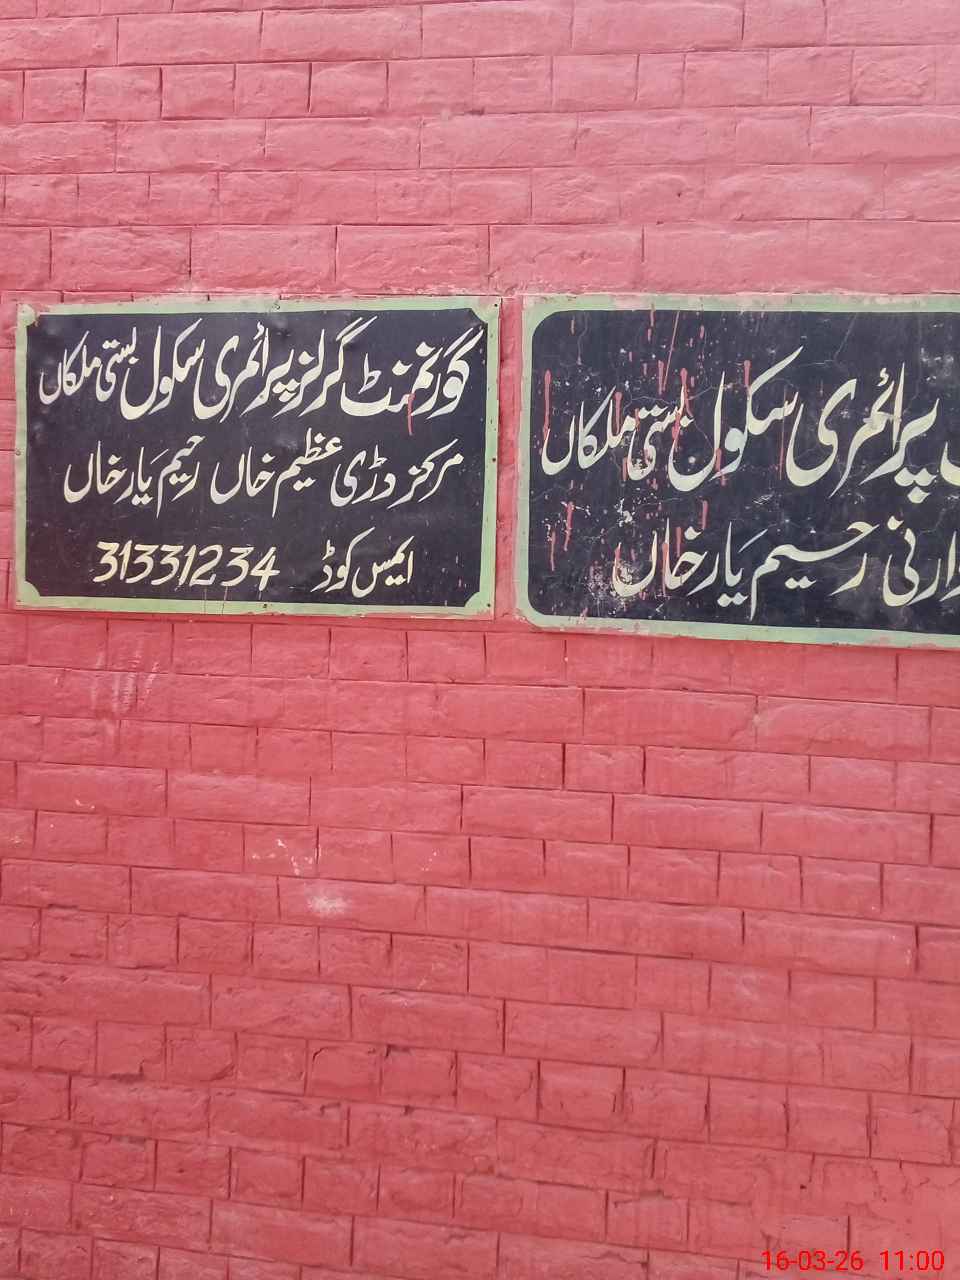 گورنمنٹ گرلز پرائمری سکول بستی ملکاں
مرکز دڑی عظیم خاں رحیم یار خاں
ایمس کوڈ 31331234
پرائمری سکول بستی ملکاں
رحیم یار خاں
16-03-26 11:00